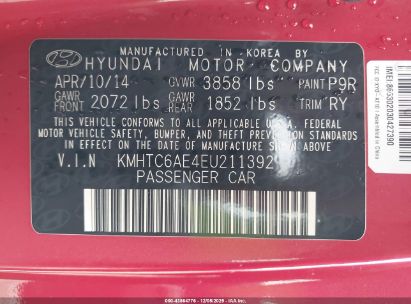 MANUFACTURED IN KOREA BY
HYUNDAI MOTOR COMPANY
APR/10/14 GVWR 3858 lbs PAINT P9R
GAWR FRONT 2072 lbs GAWR REAR 1852 lbs TRIM RY
THIS VEHICLE CONFORMS TO ALL APPLICABLE
FEDERAL MOTOR VEHICLE SAFETY,
BUMPER, AND THEFT PREVENTION STANDARDS
IN EFFECT ON THE DATE OF
MANUFACTURE SHOWN ABOVE.
V.I.N KMHTC6AE4EU211392
PASSENGER CAR